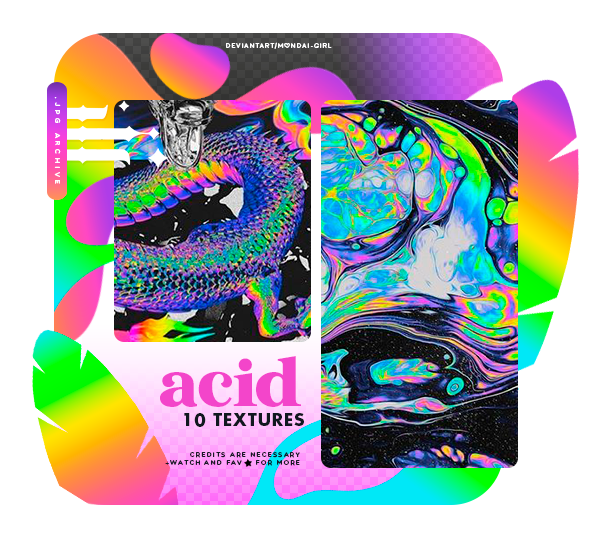 DEVIANTART/MONDAI-GIRL
.JPG ARCHIVE
acid
10 TEXTURES
CREDITS ARE NECESSARY
+WATCH AND FAV★ FOR MORE